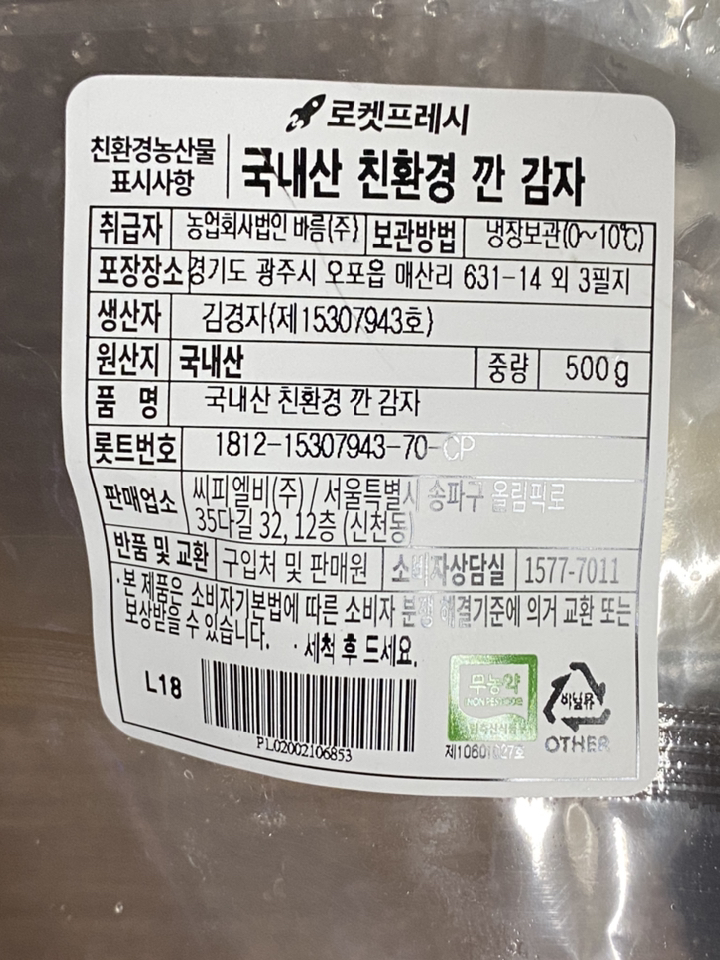 로켓프레시
친환경농산물
표시사항
국내산 친환경 깐 감자
취급자 농업회사법인 바름(주) 보관방법 냉장보관(0~10℃)
포장장소 경기도 광주시 오포읍 매산리 631-14 외 3필지
생산자 김경자(제15307943호)
원산지 국내산 중량 500g
품 명 국내산 친환경 깐 감자
롯트번호 1812-15307943-70-CP
판매업소 씨피엘비(주) / 서울특별시 송파구 올림픽로
35다길 32, 12층 (신천동)
반품 및 교환 구입처 및 판매원 소비자상담실 1577-7011
·본 제품은 소비자기본법에 따른 소비자 분쟁 해결기준에 의거 교환 또는
보상받을 수 있습니다. ·세척 후 드세요.
L18
PL02002106853
무농약
NON PESTICIDE
비닐류
OTHER